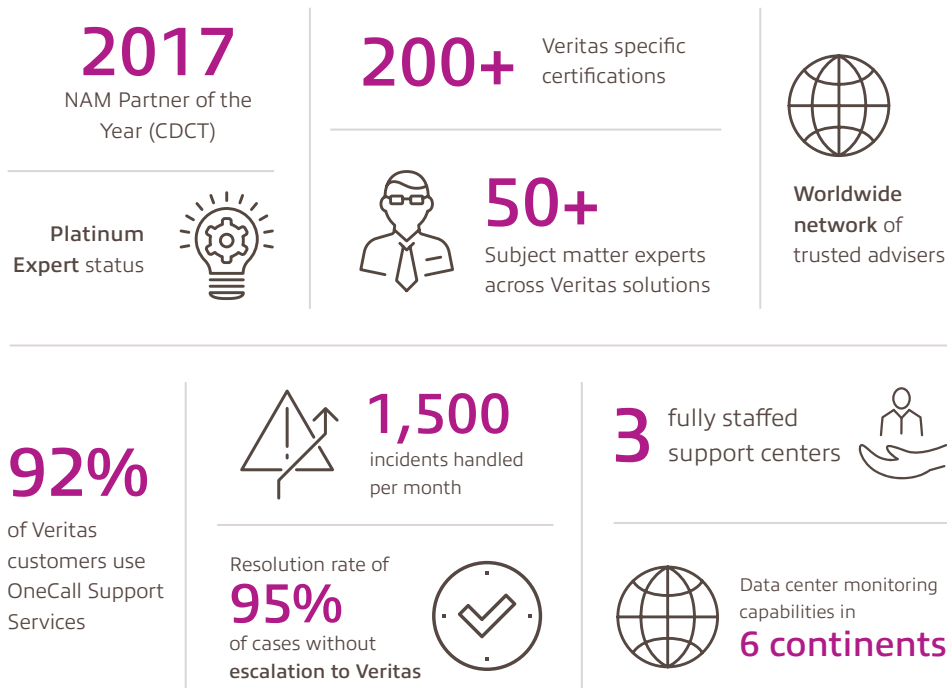 2017
NAM Partner of the
Year (CDCT)
Platinum
Expert status
200+
Veritas specific
certifications
50+
Subject matter experts
across Veritas solutions
Worldwide
network of
trusted advisers
92%
of Veritas
customers use
OneCall Support
Services
1,500
incidents handled
per month
Resolution rate of
95%
of cases without
escalation to Veritas
3
fully staffed
support centers
Data center monitoring
capabilities in
6 continents